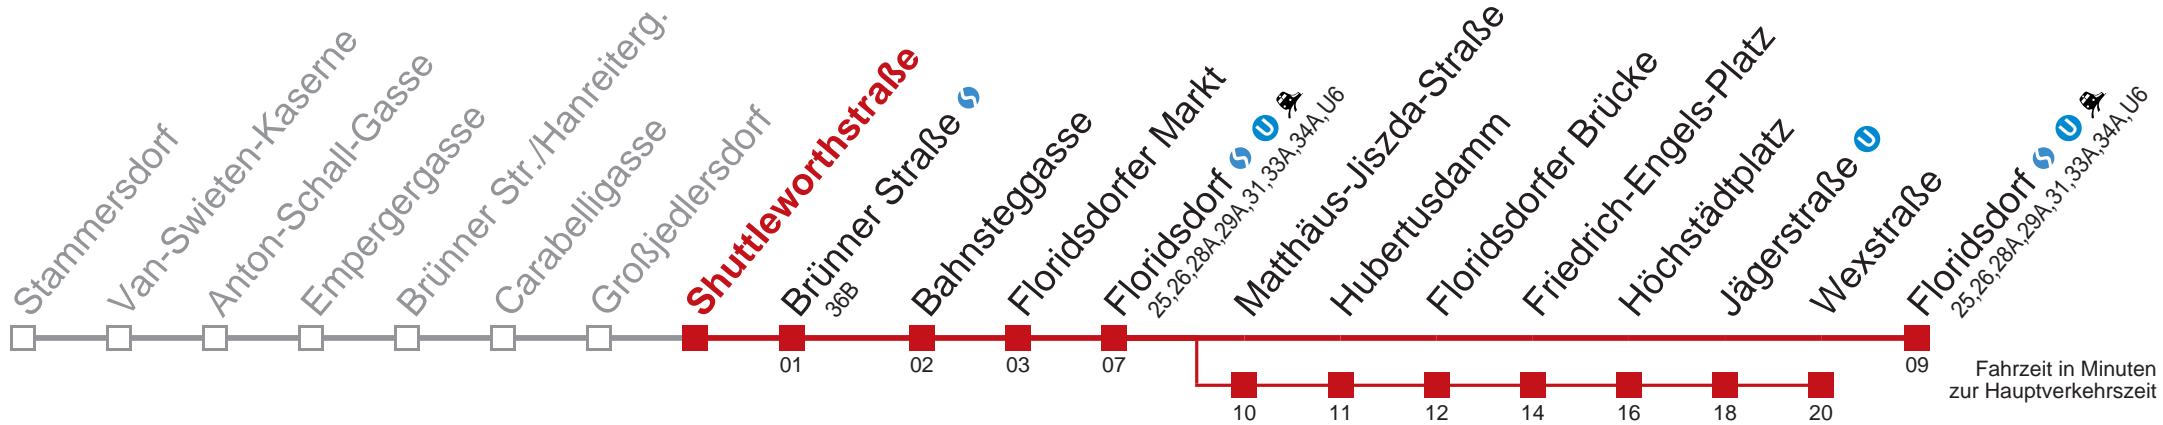 Stammersdorf
Van-Swieten-Kaserne
Anton-Schall-Gasse
Empergergasse
Brünner Str./Hanreiterg.
Carabelligasse
Großjedlersdorf
Shuttleworthstraße
Brünner Straße
36B
Bahnsteggasse
Floridsdorfer Markt
Floridsdorf U
25,26,28A,29A,31,33A,34A,U6
Matthäus-Jiszda-Straße
Hubertusdamm
Floridsdorfer Brücke
Friedrich-Engels-Platz
Höchstädtplatz
Jägerstraße U
Wexstraße
Floridsdorf U
25,26,28A,29A,31,33A,34A,U6
01 02 03 07 09
10 11 12 14 16 18 20
Fahrzeit in Minuten
zur Hauptverkehrszeit